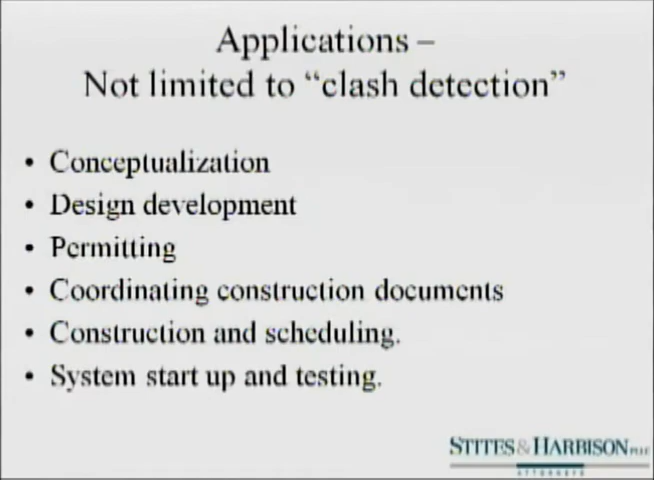 Applications –
Not limited to “clash detection”
• Conceptualization
• Design development
• Permitting
• Coordinating construction documents
• Construction and scheduling.
• System start up and testing.
STITES & HARBISON PLLC
ATTORNEYS